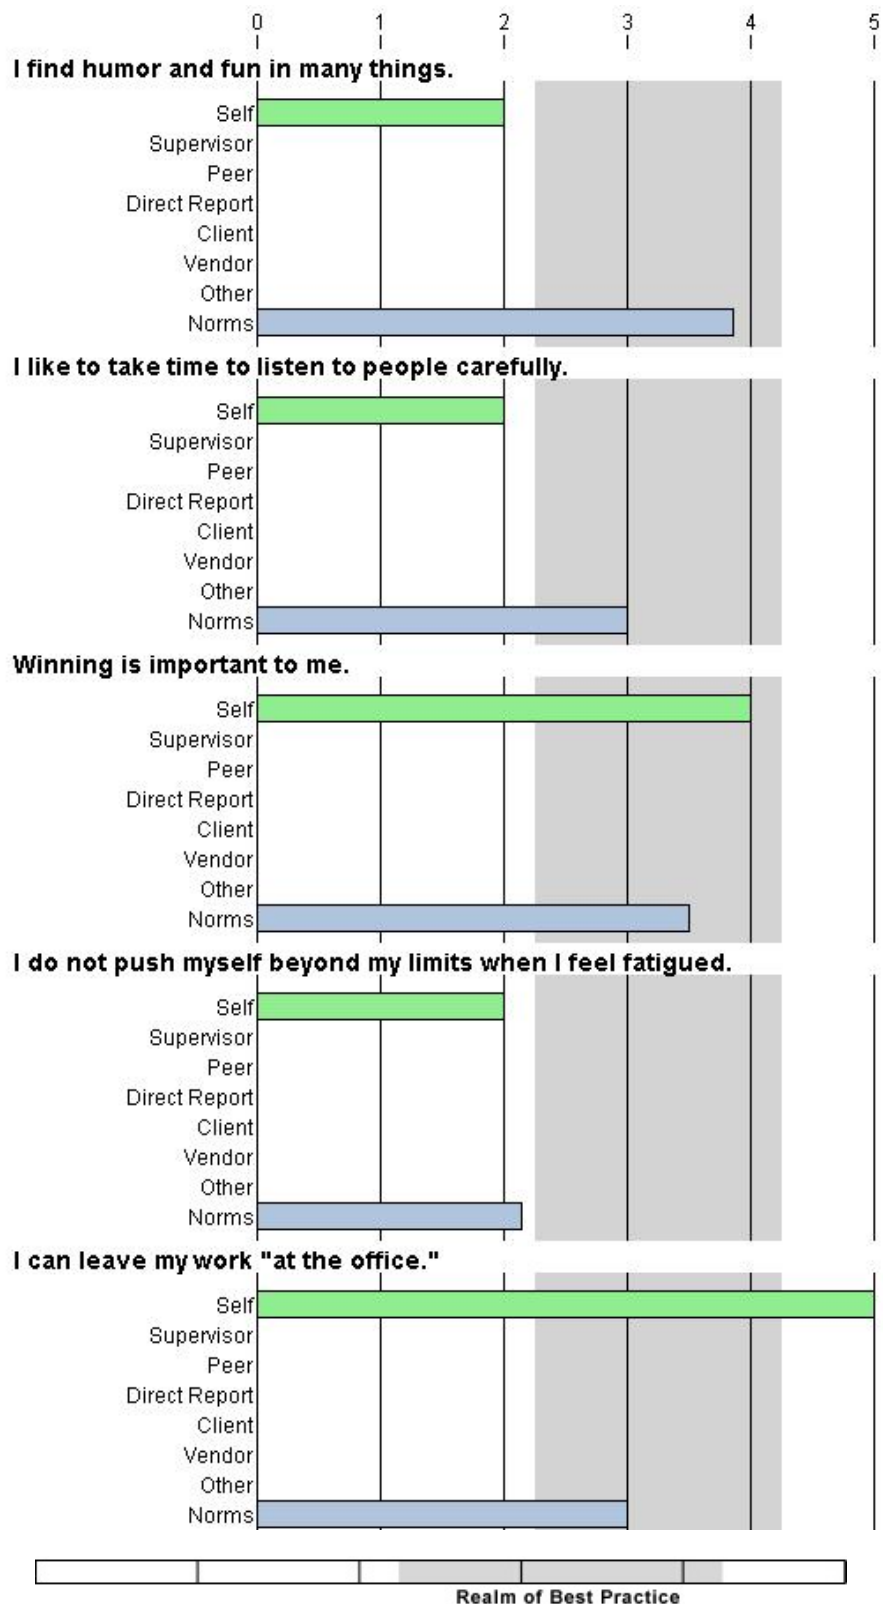 0 1 2 3 4 5
I find humor and fun in many things.
Self
Supervisor
Peer
Direct Report
Client
Vendor
Other
Norms
I like to take time to listen to people carefully.
Self
Supervisor
Peer
Direct Report
Client
Vendor
Other
Norms
Winning is important to me.
Self
Supervisor
Peer
Direct Report
Client
Vendor
Other
Norms
I do not push myself beyond my limits when I feel fatigued.
Self
Supervisor
Peer
Direct Report
Client
Vendor
Other
Norms
I can leave my work "at the office."
Self
Supervisor
Peer
Direct Report
Client
Vendor
Other
Norms
Realm of Best Practice